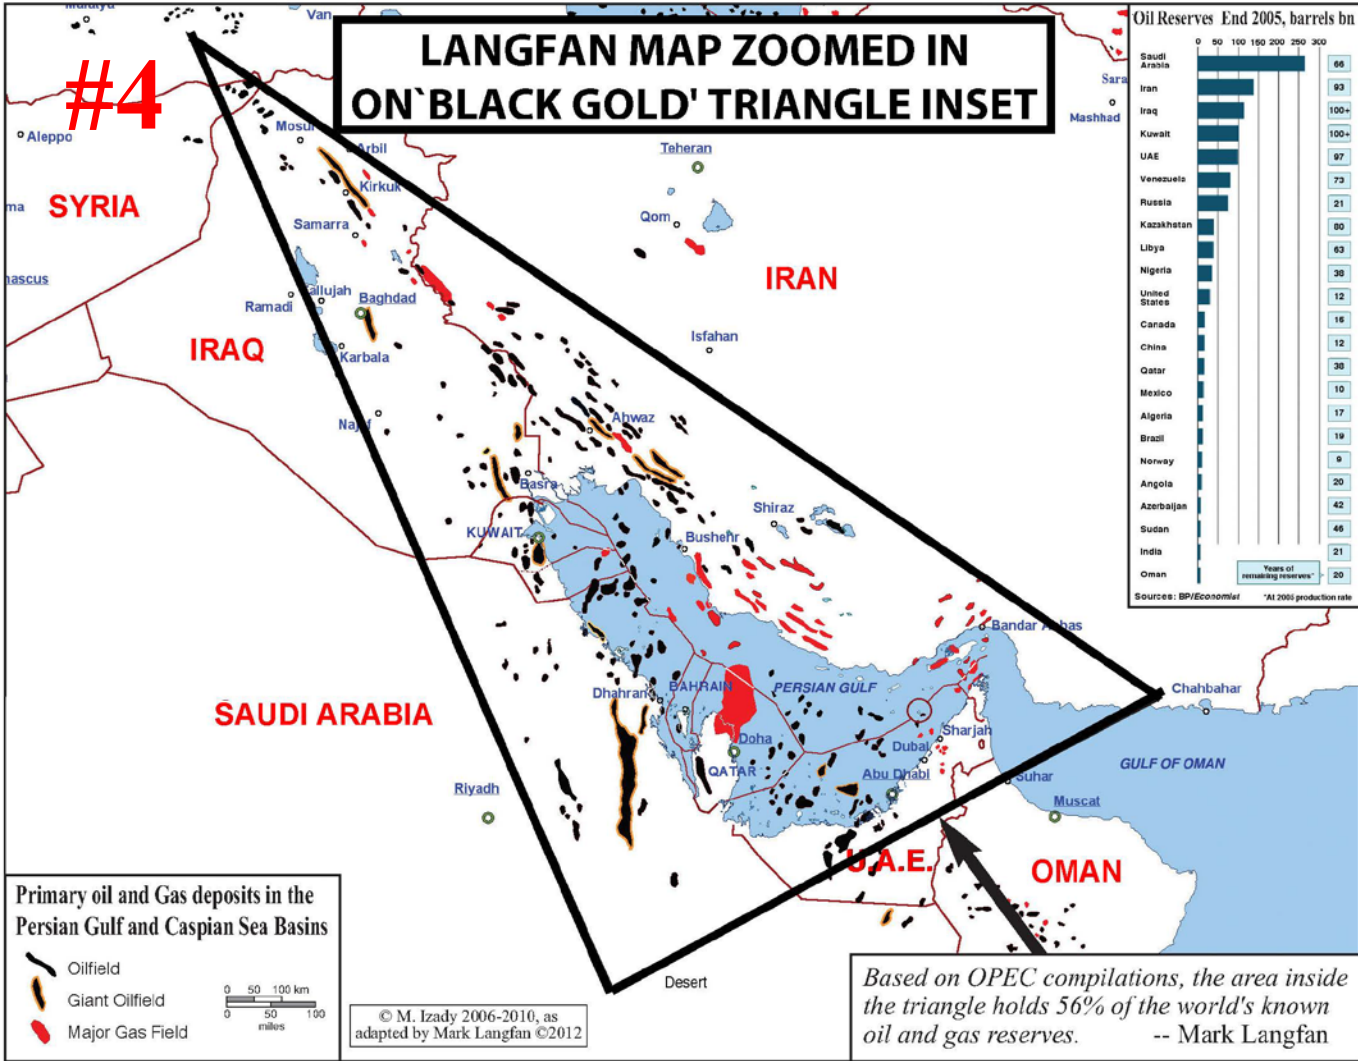 Malatya
Van
#4
LANGFAN MAP ZOOMED IN
ON`BLACK GOLD' TRIANGLE INSET
Aleppo
Mosul
Arbil
Kirkuk
Teheran
Mashhad
SYRIA
Samarra
Qom
IRAN
Ramadi
Baghdad
Karbala
Isfahan
IRAQ
Najaf
Ahwaz
Basra
KUWAIT
Shiraz
Bushehr
Bandar Abbas
Chahbahar
SAUDI ARABIA
Dhahran
BAHRAIN
PERSIAN GULF
Doha
QATAR
Dubai
Sharjah
Abu Dhabi
Suhar
GULF OF OMAN
Riyadh
Muscat
U.A.E.
OMAN
Desert
Oil Reserves End 2005, barrels bn
0 50 100 150 200 250 300
Saudi
Arabia 66
Iran 93
Iraq 100+
Kuwait 100+
UAE 97
Venezuela 73
Russia 21
Kazakhstan 80
Libya 63
Nigeria 38
United
States 12
Canada 16
China 12
Qatar 38
Mexico 10
Algeria 17
Brazil 19
Norway 9
Angola 20
Azerbaijan 42
Sudan 46
India 21
Oman 20
Years of
remaining reserves*
Sources: BP/Economist *At 2005 production rate
Primary oil and Gas deposits in the
Persian Gulf and Caspian Sea Basins
Oilfield
Giant Oilfield
Major Gas Field
0 50 100 km
0 50 100
miles
© M. Izady 2006-2010, as
adapted by Mark Langfan ©2012
Based on OPEC compilations, the area inside
the triangle holds 56% of the world's known
oil and gas reserves. -- Mark Langfan